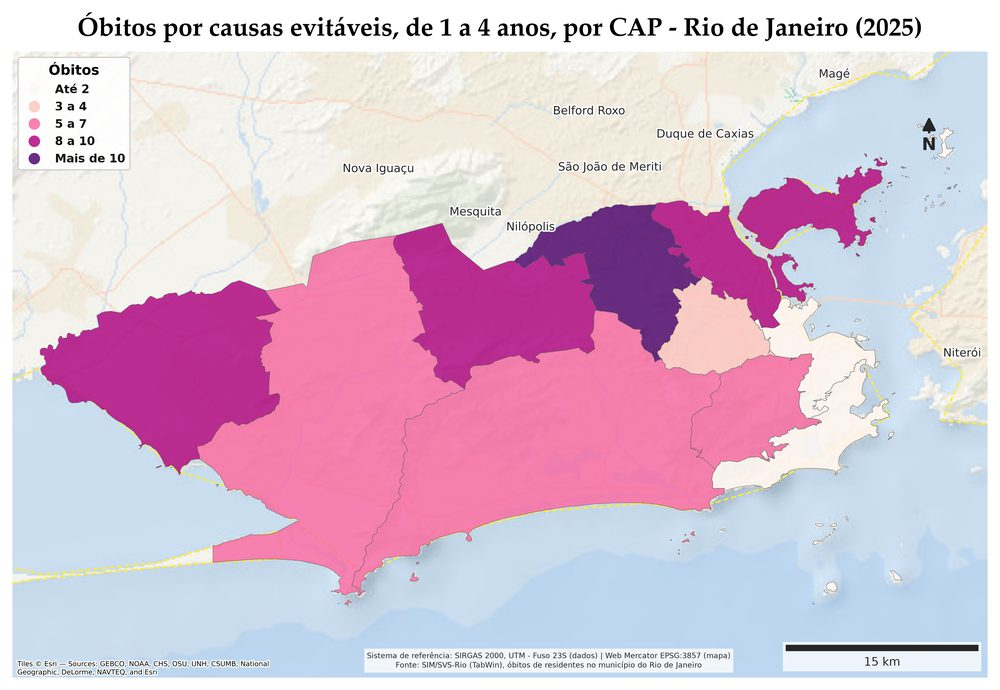 Óbitos por causas evitáveis, de 1 a 4 anos, por CAP - Rio de Janeiro (2025)
Óbitos
Até 2
3 a 4
5 a 7
8 a 10
Mais de 10
Magé
Belford Roxo
Duque de Caxias
N
Nova Iguaçu
São João de Meriti
Mesquita
Nilópolis
Niterói
Tiles © Esri — Sources: GEBCO, NOAA, CHS, OSU, UNH, CSUMB, National
Geographic, DeLorme, NAVTEQ, and Esri
Sistema de referência: SIRGAS 2000, UTM - Fuso 23S (dados) | Web Mercator EPSG:3857 (mapa)
Fonte: SIM/SVS-Rio (TabWin), óbitos de residentes no município do Rio de Janeiro
15 km